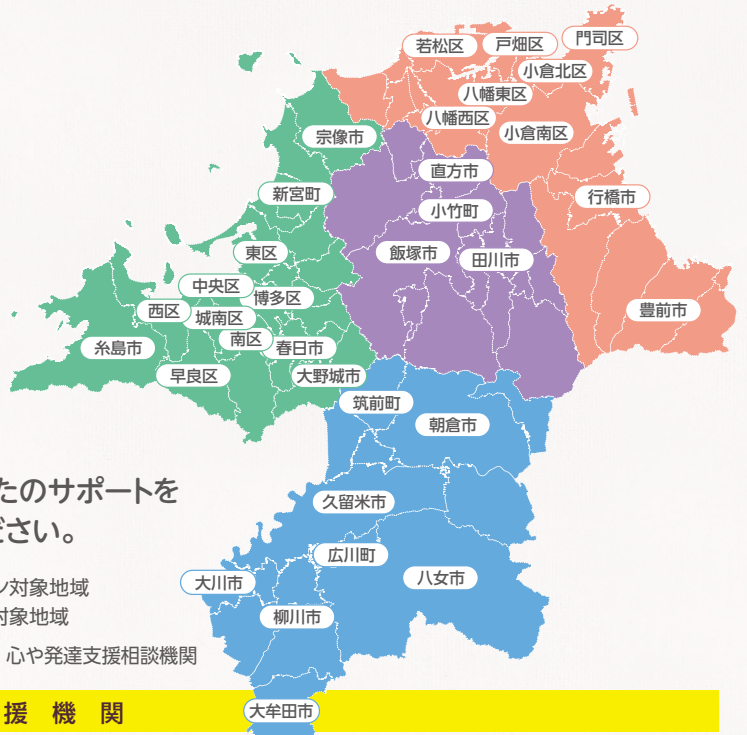 若松区
戸畑区
門司区
小倉北区
八幡東区
八幡西区
小倉南区
宗像市
直方市
新宮町
行橋市
小竹町
東区
飯塚市
田川市
中央区
博多区
西区
城南区
豊前市
南区
糸島市
春日市
早良区
大野城市
筑前町
朝倉市
たのサポートを
ださい。
久留米市
広川町
大川市
八女市
ン対象地域
対象地域
柳川市
心や発達支援相談機関
援機関
大牟田市